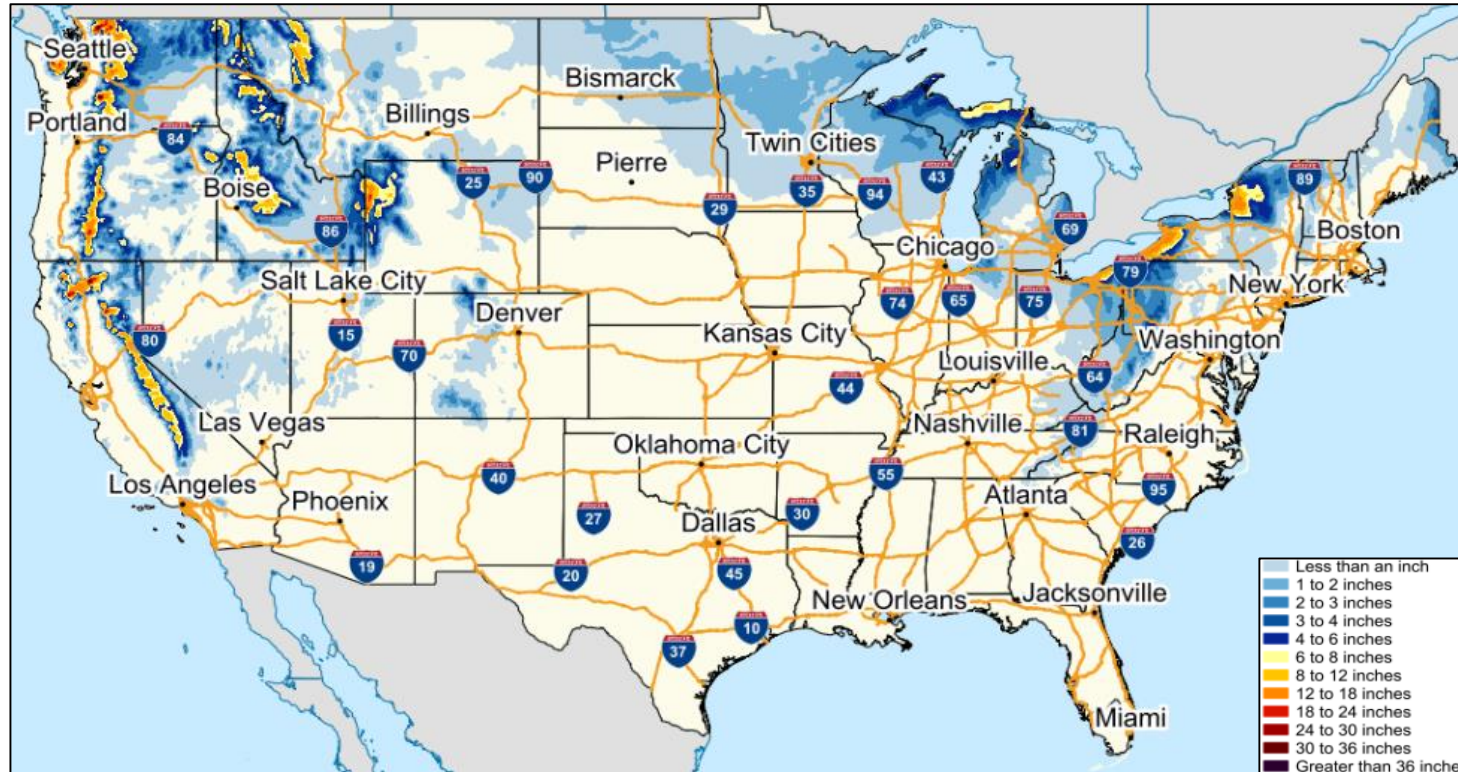 Seattle
Portland
84
Boise
86
Billings
25
90
Bismarck
Pierre
29
Twin Cities
35
94
43
Chicago
69
89
Boston
79
New York
Salt Lake City
80
15
Denver
70
Kansas City
74
65
75
Washington
Louisville
64
44
Las Vegas
Los Angeles
Phoenix
19
40
Oklahoma City
27
20
Dallas
45
30
55
Nashville
81
Raleigh
95
Atlanta
26
10
37
New Orleans
Jacksonville
Miami
Less than an inch
1 to 2 inches
2 to 3 inches
3 to 4 inches
4 to 6 inches
6 to 8 inches
8 to 12 inches
12 to 18 inches
18 to 24 inches
24 to 30 inches
30 to 36 inches
Greater than 36 inche